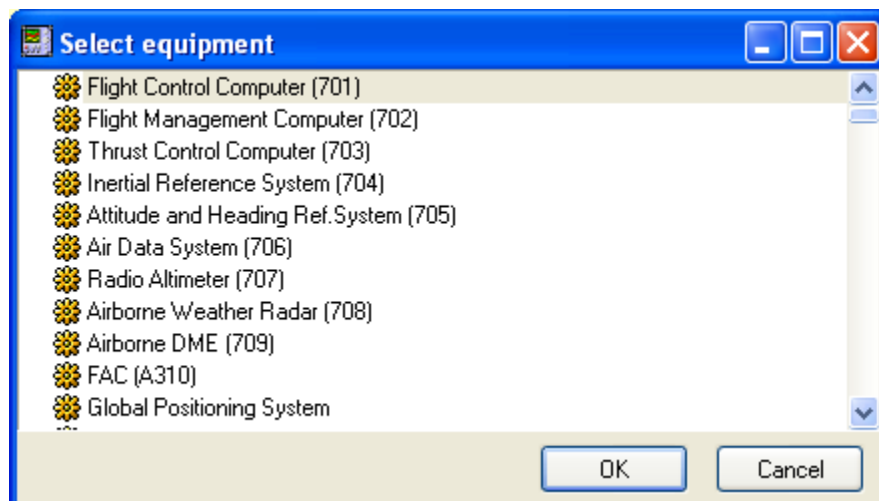 Select equipment
Flight Control Computer (701)
Flight Management Computer (702)
Thrust Control Computer (703)
Inertial Reference System (704)
Attitude and Heading Ref.System (705)
Air Data System (706)
Radio Altimeter (707)
Airborne Weather Radar (708)
Airborne DME (709)
FAC (A310)
Global Positioning System
OK
Cancel